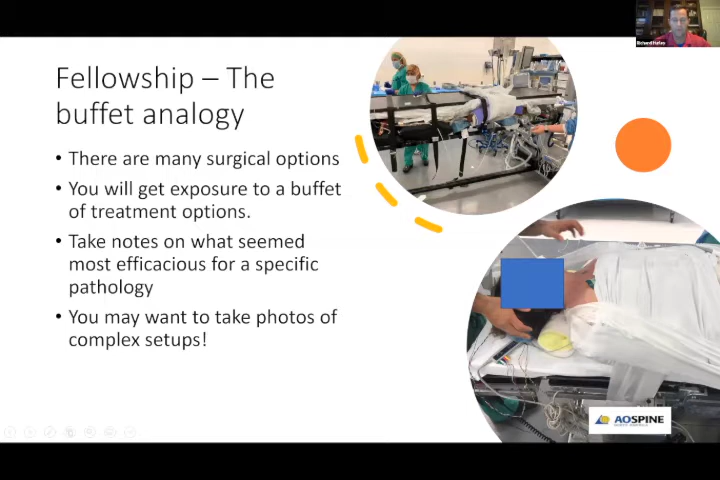 Fellowship – The
buffet analogy
• There are many surgical options
• You will get exposure to a buffet
of treatment options.
• Take notes on what seemed
most efficacious for a specific
pathology
• You may want to take photos of
complex setups!
AOSPINE
NORTH AMERICA